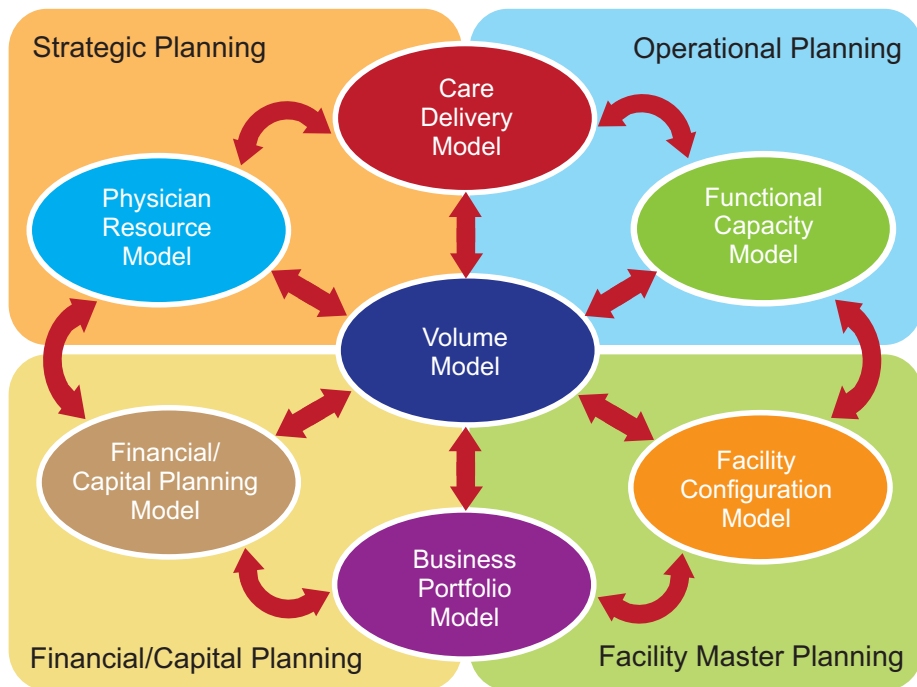 Strategic Planning
Operational Planning
Care
Delivery
Model
Physician
Resource
Model
Functional
Capacity
Model
Volume
Model
Financial/
Capital Planning
Model
Facility
Configuration
Model
Business
Portfolio
Model
Financial/Capital Planning
Facility Master Planning